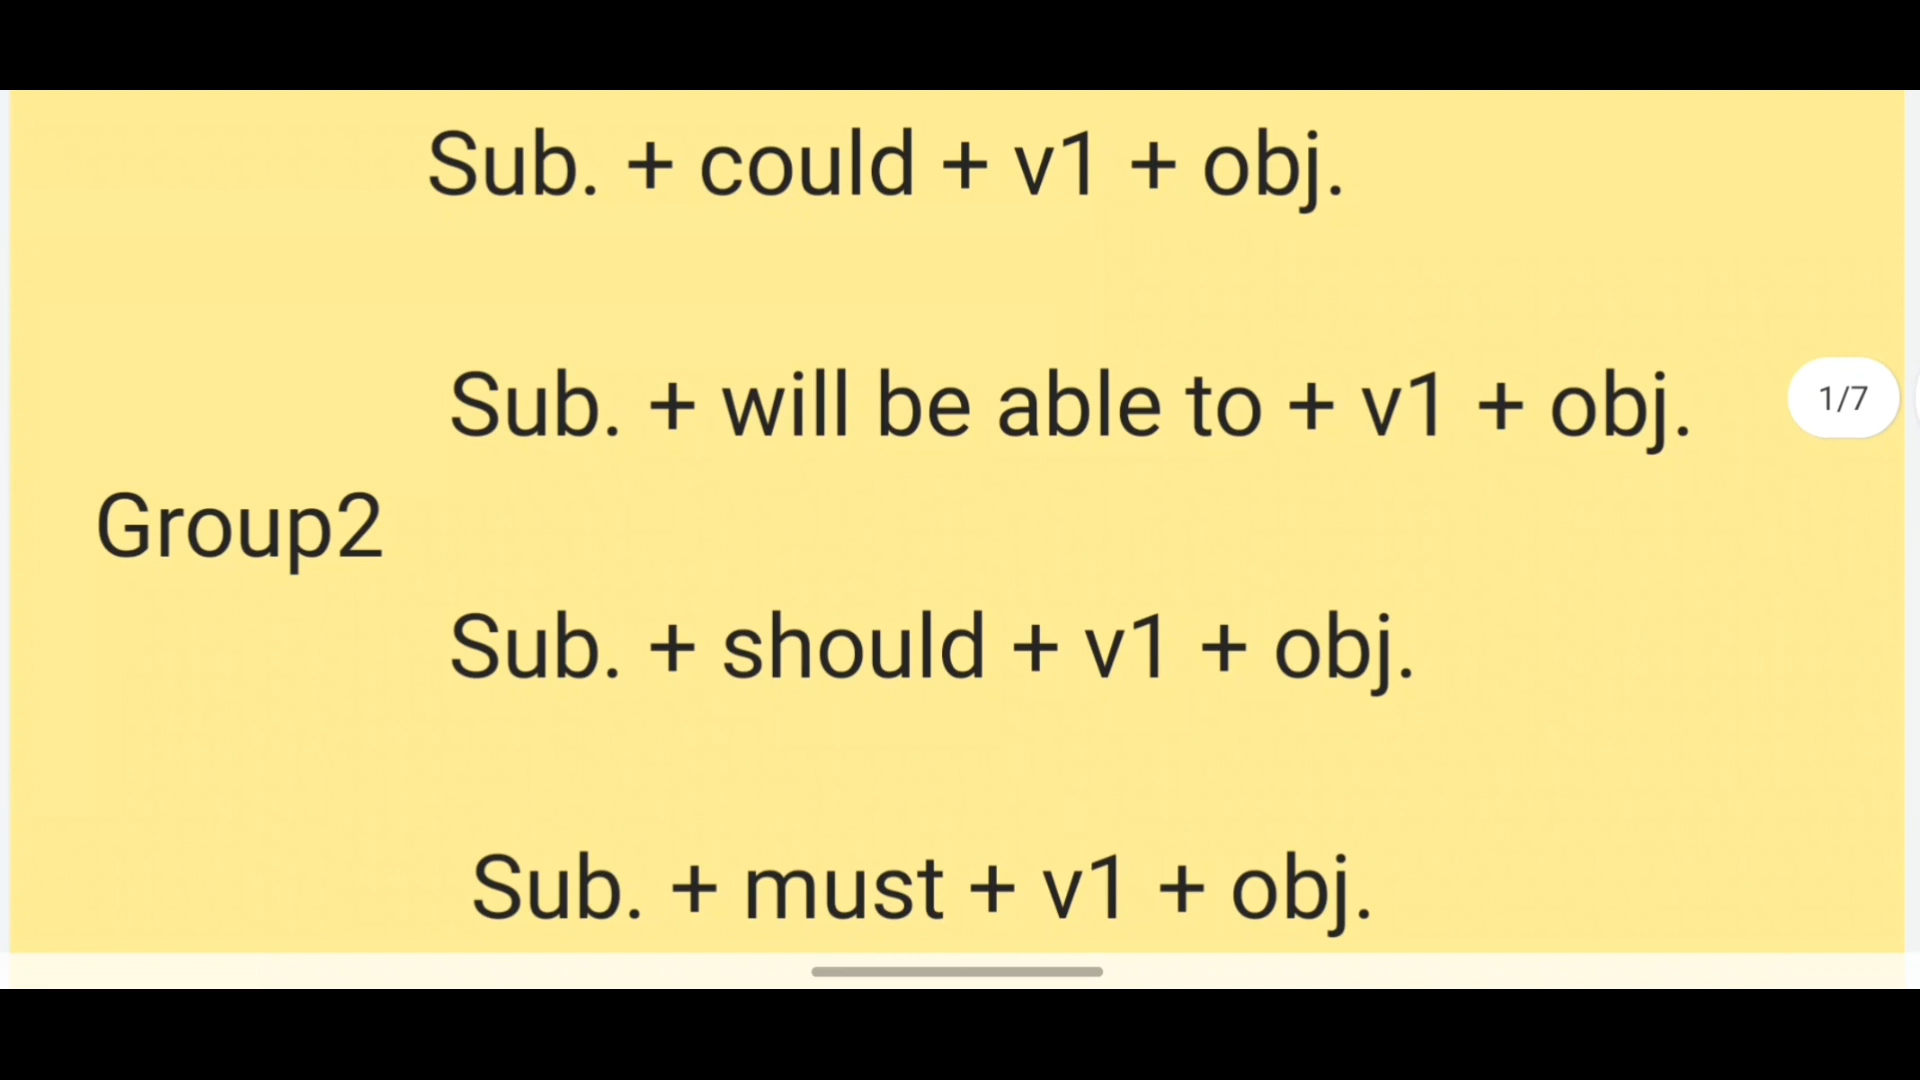 Sub. + could + v1 + obj.
Sub. + will be able to + v1 + obj.
1/7
Group2
Sub. + should + v1 + obj.
Sub. + must + v1 + obj.